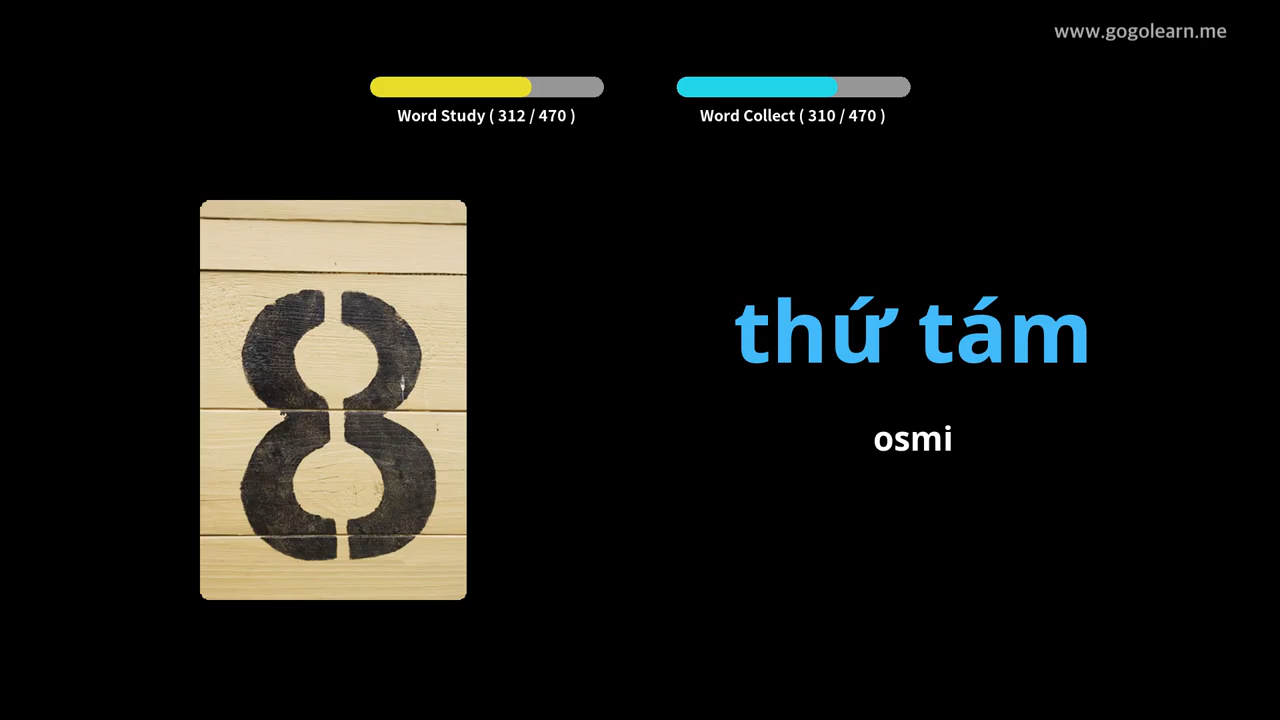 www.gogolearn.me
Word Study ( 312 / 470 )
Word Collect ( 310 / 470 )
8
thứ tám
osmi